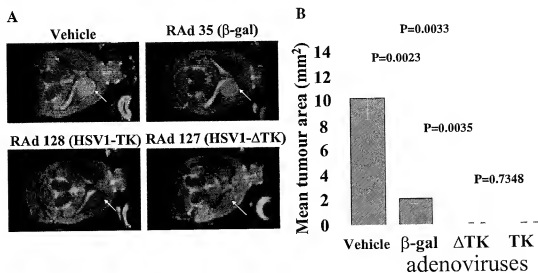 A
Vehicle
RAd 35 (β-gal)
RAd 128 (HSV1-TK)
RAd 127 (HSV1-ΔTK)
B
P=0.0033
P=0.0023
P=0.0035
P=0.7348
Mean tumour area (mm²)
14
12
10
8
6
4
2
0
Vehicle
β-gal
ΔTK
TK
adenoviruses